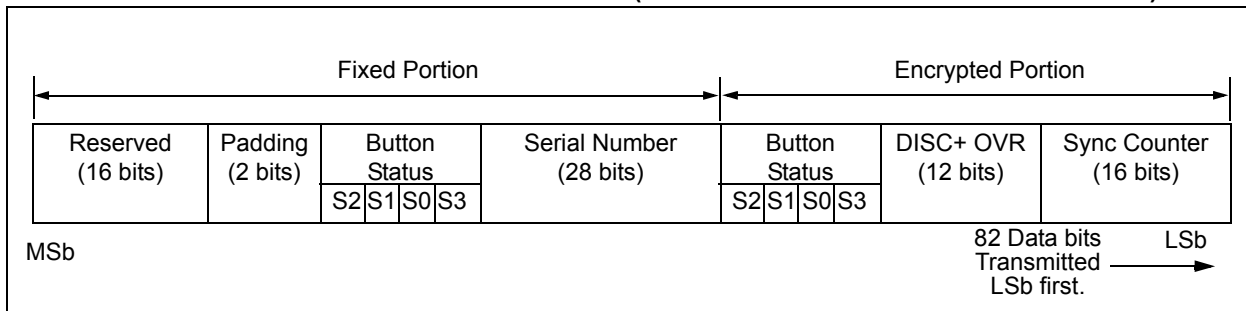 Fixed Portion
Encrypted Portion
Reserved (16 bits)
Padding (2 bits)
Button Status
S2 S1 S0 S3
Serial Number (28 bits)
Button Status
S2 S1 S0 S3
DISC+ OVR (12 bits)
Sync Counter (16 bits)
MSb
82 Data bits
Transmitted
LSb first.
LSb